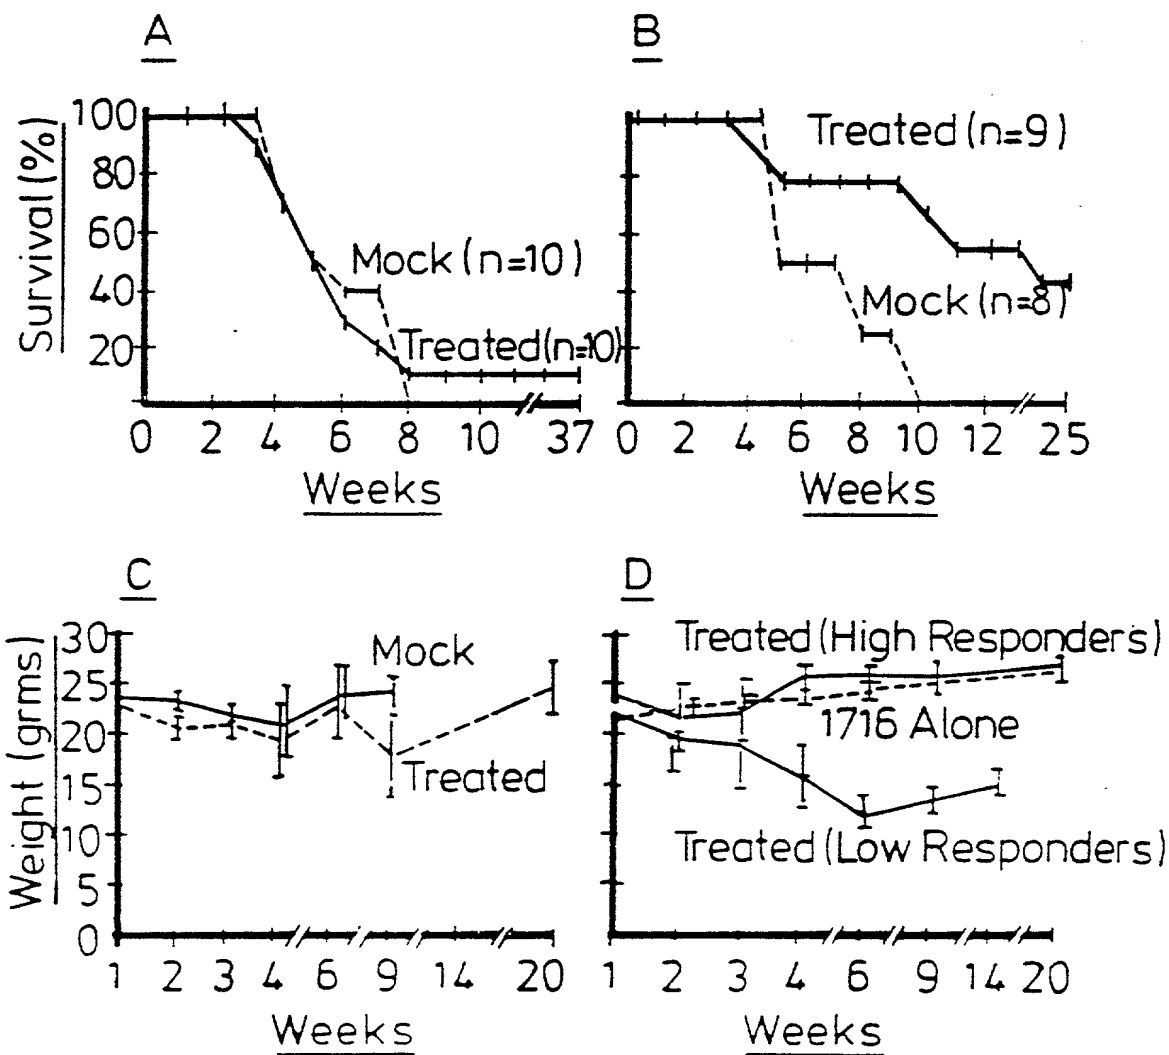 A
B
Survival (%)
100
80
60
40
20
Mock (n=10)
Treated (n=10)
0 2 4 6 8 10 37
Weeks
Treated (n=9)
Mock (n=8)
0 2 4 6 8 10 12 25
Weeks
C
D
Weight (grms)
30
25
20
15
10
5
0
Mock
Treated
1 2 3 4 6 9 14 20
Weeks
Treated (High Responders)
1716 Alone
Treated (Low Responders)
1 2 3 4 6 9 14 20
Weeks